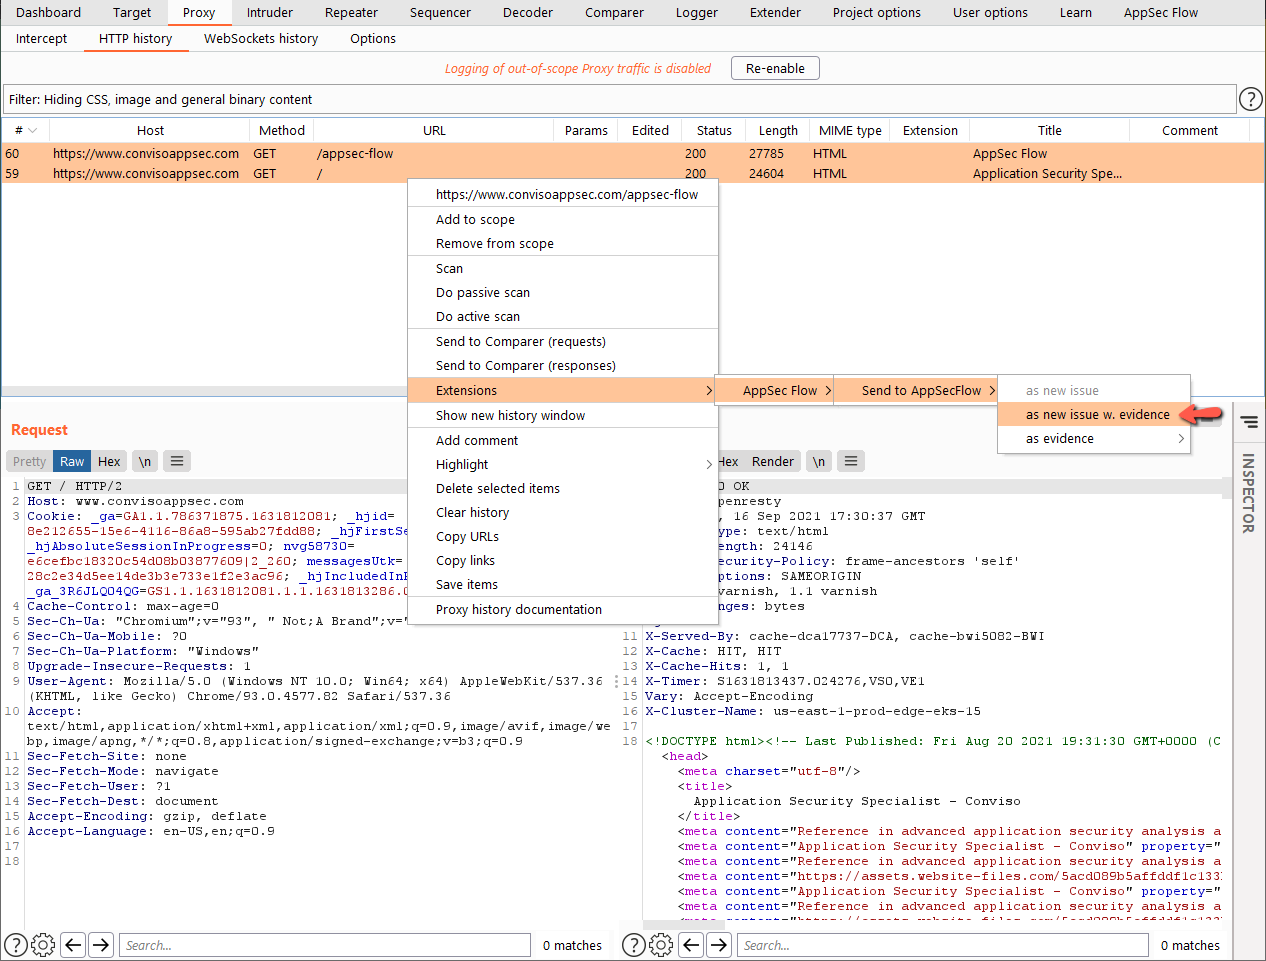 Dashboard Target Proxy Intruder Repeater Sequencer Decoder Comparer Logger Extender Project options User options Learn AppSec Flow
Intercept HTTP history WebSockets history Options
Logging of out-of-scope Proxy traffic is disabled Re-enable
Filter: Hiding CSS, image and general binary content
# Host Method URL Params Edited Status Length MIME type Extension Title Comment
60 https://www.convisoappsec.com GET /appsec-flow 200 27785 HTML AppSec Flow
59 https://www.convisoappsec.com GET / 200 24604 HTML Application Security Spe...
https://www.convisoappsec.com/appsec-flow
Add to scope
Remove from scope
Scan
Do passive scan
Do active scan
Send to Comparer (requests)
Send to Comparer (responses)
Extensions
Show new history window
Add comment
Highlight
Delete selected items
Clear history
Copy URLs
Copy links
Save items
Proxy history documentation
AppSec Flow
Send to AppSecFlow
as new issue
as new issue w. evidence
as evidence
Request
Pretty Raw Hex \n
1 GET / HTTP/2
2 Host: www.convisoappsec.com
3 Cookie: _ga=GA1.1.786371875.1631812081; _hjid=
8e212655-15e6-4116-86a8-595ab27fdd88; _hjFirstSe
_hjAbsoluteSessionInProgress=0; nvg58730=
e6cefbc18320c54d08b03877609|2_260; messagesUtk=
28c2e34d5ee14de3b3e733e1f2e3ac96; _hjIncludedInP
_ga_3R6JLQ04QG=GS1.1.1631812081.1.1.1631813286.0
4 Cache-Control: max-age=0
5 Sec-Ch-Ua: "Chromium";v="93", " Not;A Brand";v="
6 Sec-Ch-Ua-Mobile: ?0
7 Sec-Ch-Ua-Platform: "Windows"
8 Upgrade-Insecure-Requests: 1
9 User-Agent: Mozilla/5.0 (Windows NT 10.0; Win64; x64) AppleWebKit/537.36
(KHTML, like Gecko) Chrome/93.0.4577.82 Safari/537.36
10 Accept:
text/html,application/xhtml+xml,application/xml;q=0.9,image/avif,image/we
bp,image/apng,*/*;q=0.8,application/signed-exchange;v=b3;q=0.9
11 Sec-Fetch-Site: none
12 Sec-Fetch-Mode: navigate
13 Sec-Fetch-User: ?1
14 Sec-Fetch-Dest: document
15 Accept-Encoding: gzip, deflate
16 Accept-Language: en-US,en;q=0.9
17
18
Hex Render \n
0 OK
penresty
, 16 Sep 2021 17:30:37 GMT
ype: text/html
ength: 24146
ecurity-Policy: frame-ancestors 'self'
ptions: SAMEORIGIN
varnish, 1.1 varnish
nges: bytes
11 X-Served-By: cache-dca17737-DCA, cache-bwi5082-BWI
12 X-Cache: HIT, HIT
13 X-Cache-Hits: 1, 1
14 X-Timer: S1631813437.024276,VS0,VE1
15 Vary: Accept-Encoding
16 X-Cluster-Name: us-east-1-prod-edge-eks-15
17
18 <!DOCTYPE html><!-- Last Published: Fri Aug 20 2021 19:31:30 GMT+0000 (C
<head>
<meta charset="utf-8"/>
<title>
Application Security Specialist - Conviso
</title>
<meta content="Reference in advanced application security analysis a
<meta content="Application Security Specialist - Conviso" property="
<meta content="Reference in advanced application security analysis a
<meta content="https://assets.website-files.com/5acd089b5affddf1c133
<meta content="Application Security Specialist - Conviso" property="
<meta content="Reference in advanced application security analysis a
INSPECTOR
Search... 0 matches
Search... 0 matches